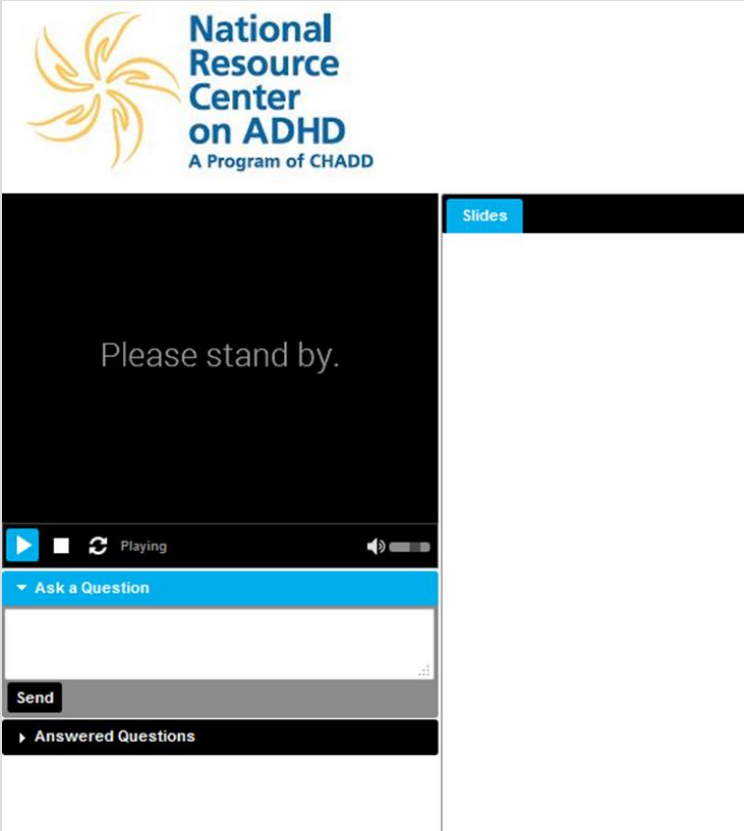 National
Resource
Center
on ADHD
A Program of CHADD
Slides
Please stand by.
Playing
Ask a Question
Send
Answered Questions